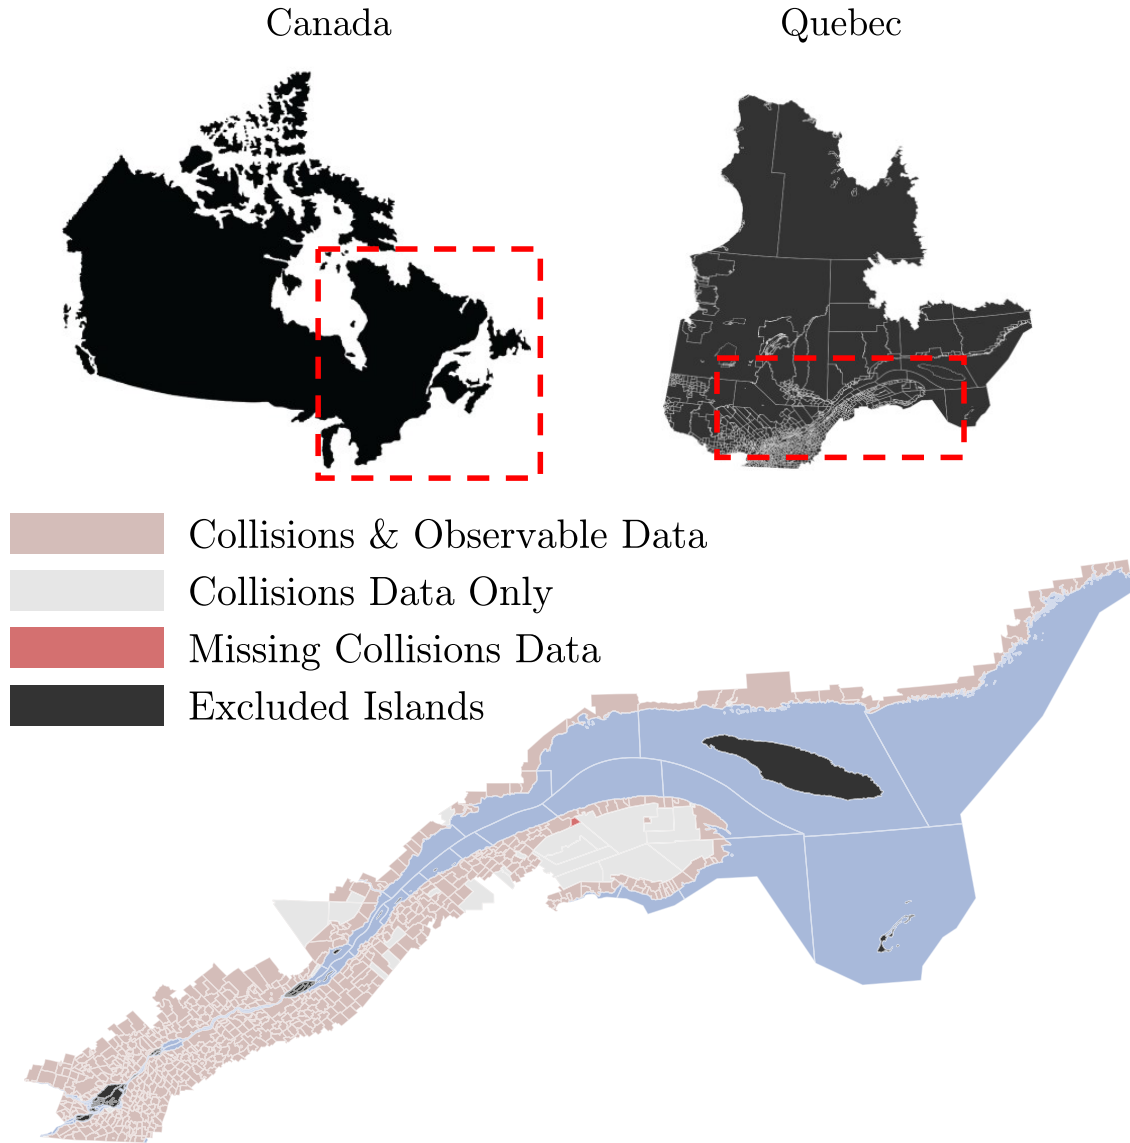 Canada
Quebec
Collisions & Observable Data
Collisions Data Only
Missing Collisions Data
Excluded Islands